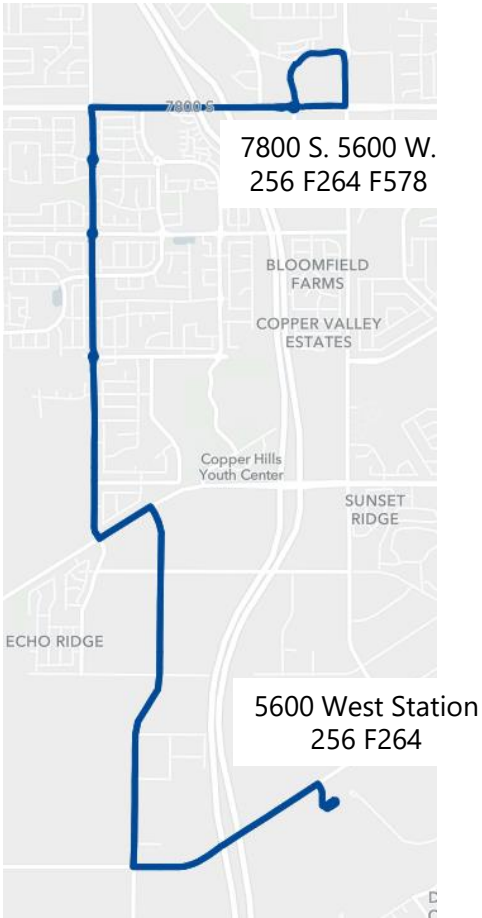 7800 S
7800 S. 5600 W.
256 F264 F578
BLOOMFIELD
FARMS
COPPER VALLEY
ESTATES
Copper Hills
Youth Center
SUNSET
RIDGE
ECHO RIDGE
5600 West Station
256 F264